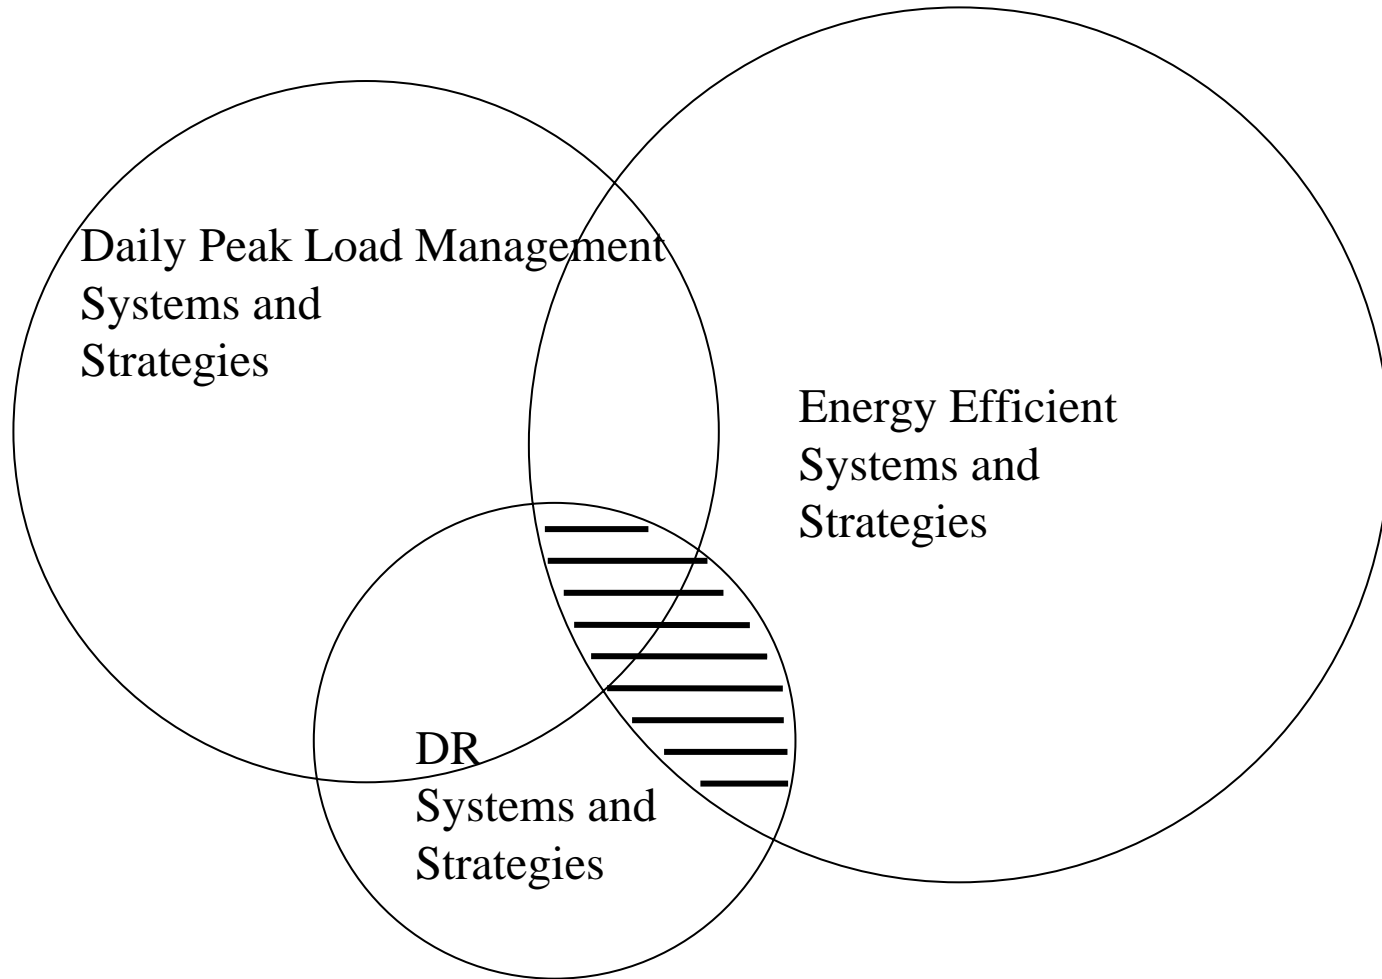 Daily Peak Load Management
Systems and
Strategies
Energy Efficient
Systems and
Strategies
DR
Systems and
Strategies